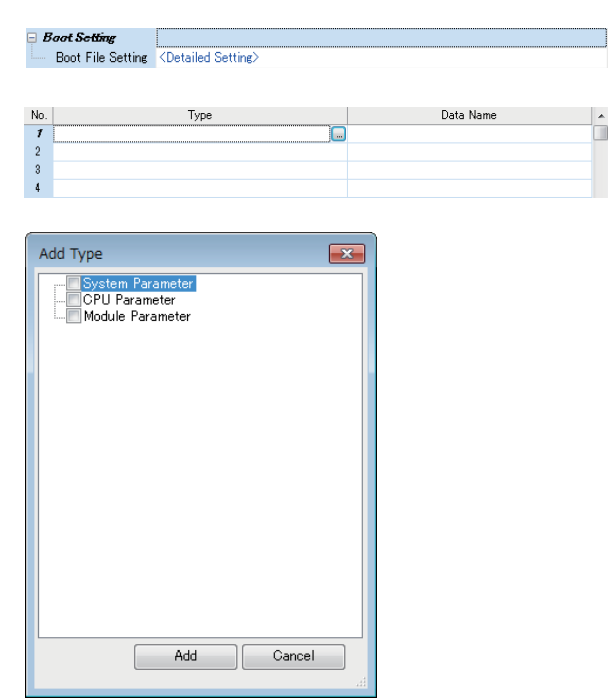 Boot Setting
Boot File Setting <Detailed Setting>
No. Type Data Name
1 ...
2
3
4
Add Type
System Parameter
CPU Parameter
Module Parameter
Add Cancel